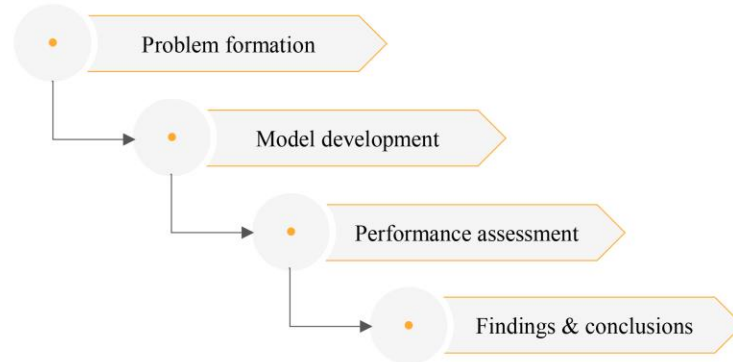 Problem formation
Model development
Performance assessment
Findings & conclusions